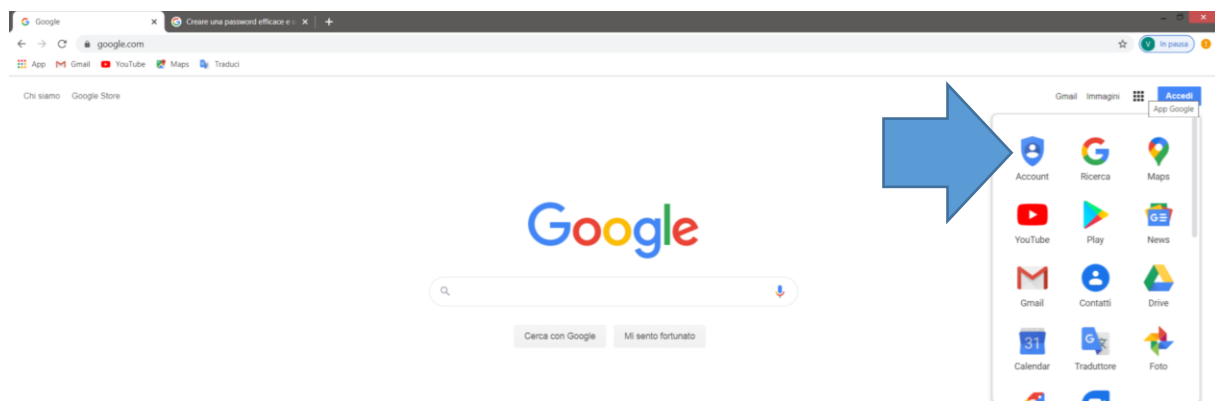 Google
Creare una password efficace e
google.com
In pausa
App Gmail YouTube Maps Traduci
Chi siamo Google Store
Gmail Immagini Accedi
App Google
Account Ricerca Maps
YouTube Play News
Gmail Contatti Drive
Calendar Traduttore Foto
Google
Cerca con Google Mi sento fortunato